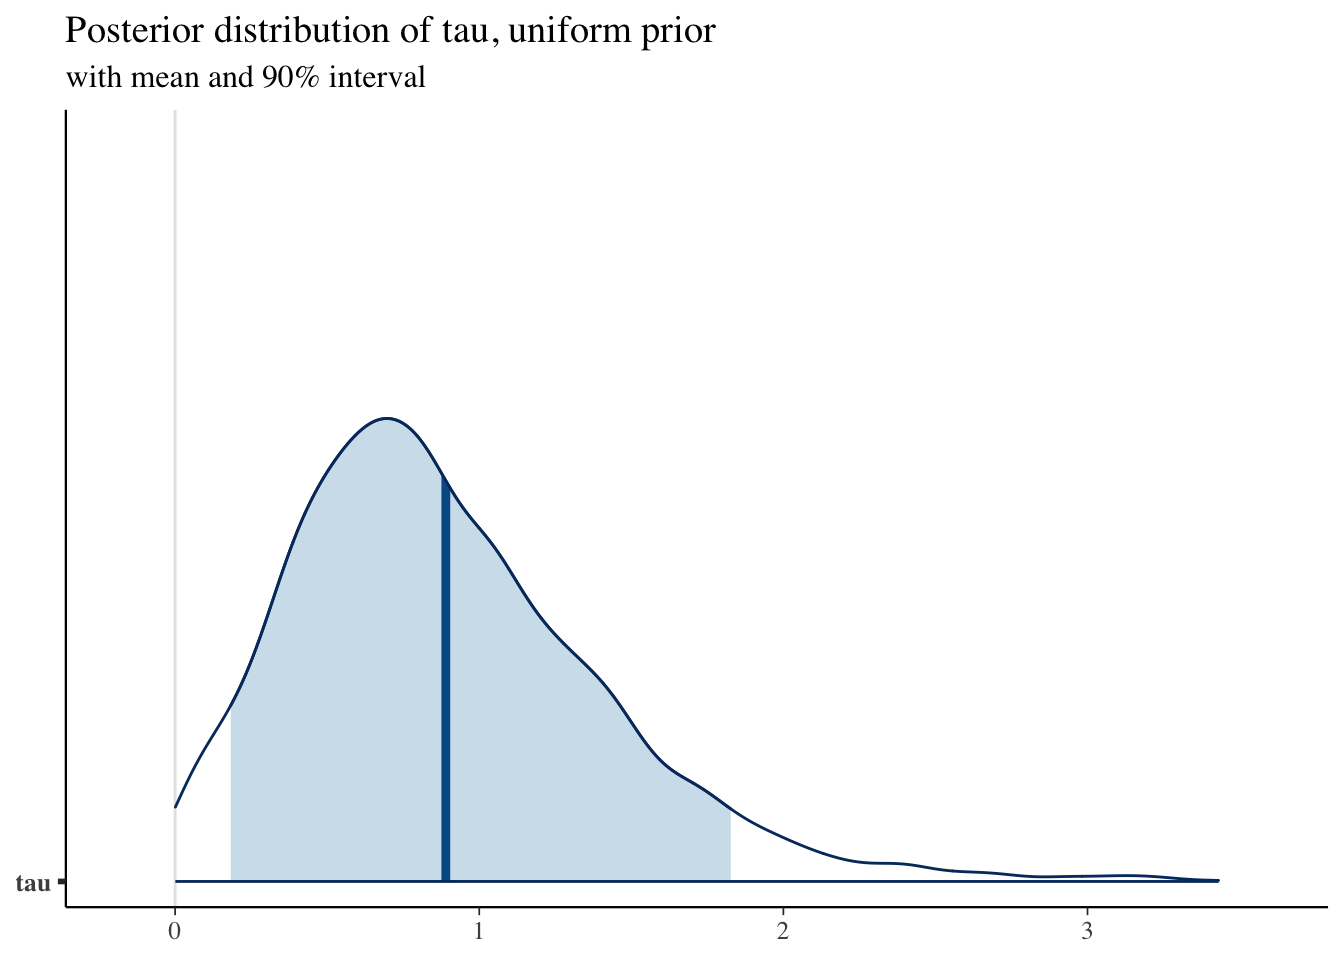 Posterior distribution of tau, uniform prior
with mean and 90% interval
tau
0 1 2 3